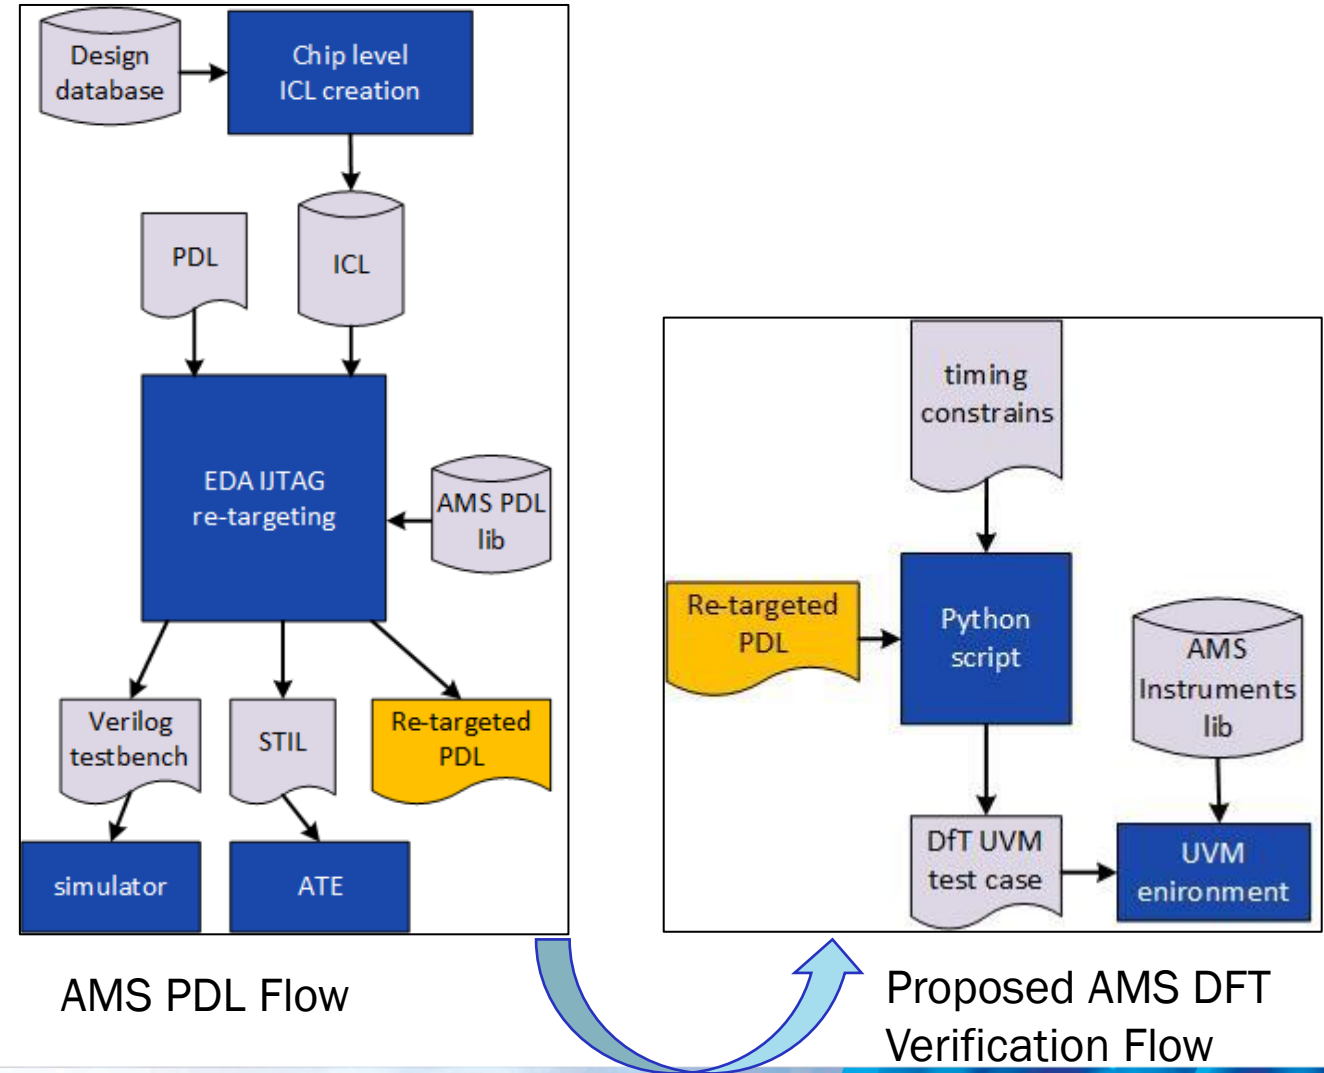 Design
database
Chip level
ICL creation
PDL
ICL
EDA IJTAG
re-targeting
AMS PDL
lib
Verilog
testbench
STIL
Re-targeted
PDL
simulator
ATE
AMS PDL Flow
timing
constrains
Re-targeted
PDL
Python
script
AMS
Instruments
lib
DfT UVM
test case
UVM
enironment
Proposed AMS DFT
Verification Flow